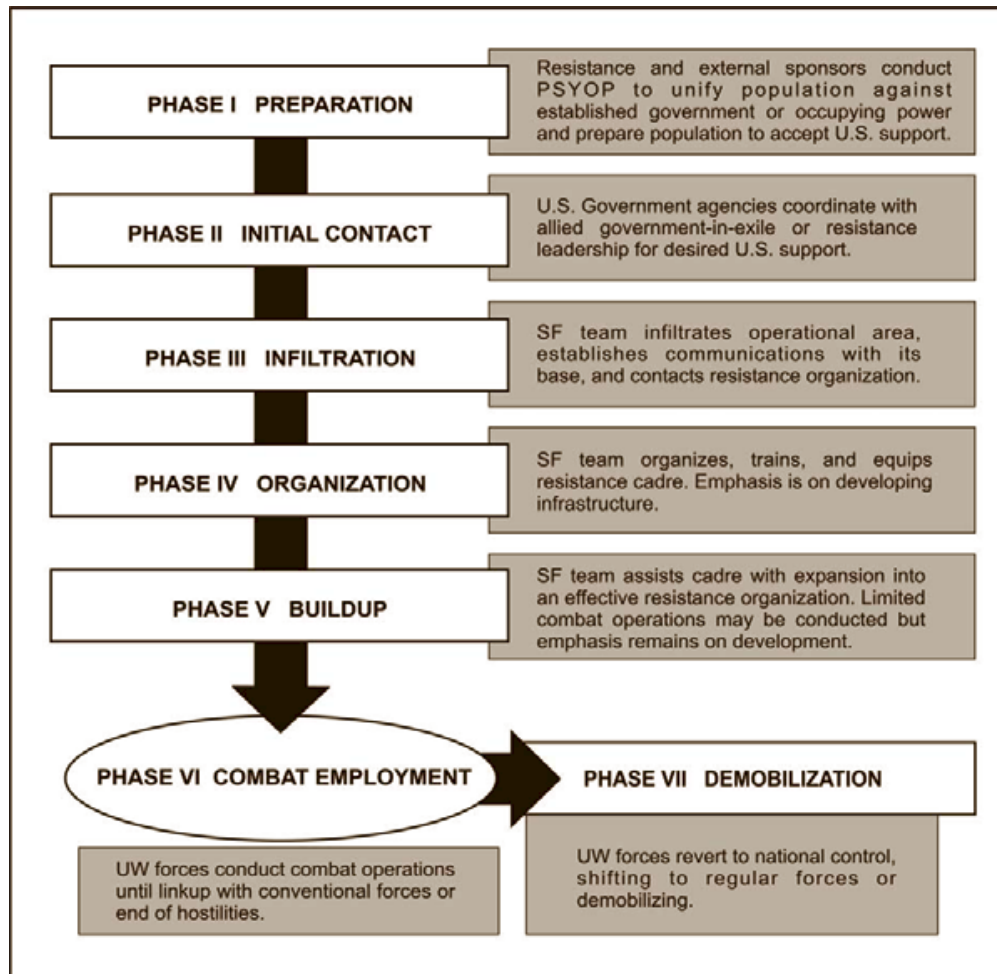 PHASE I PREPARATION
Resistance and external sponsors conduct
PSYOP to unify population against
established government or occupying power
and prepare population to accept U.S. support.
PHASE II INITIAL CONTACT
U.S. Government agencies coordinate with
allied government-in-exile or resistance
leadership for desired U.S. support.
PHASE III INFILTRATION
SF team infiltrates operational area,
establishes communications with its
base, and contacts resistance organization.
PHASE IV ORGANIZATION
SF team organizes, trains, and equips
resistance cadre. Emphasis is on developing
infrastructure.
PHASE V BUILDUP
SF team assists cadre with expansion into
an effective resistance organization. Limited
combat operations may be conducted but
emphasis remains on development.
PHASE VI COMBAT EMPLOYMENT
UW forces conduct combat operations
until linkup with conventional forces or
end of hostilities.
PHASE VII DEMOBILIZATION
UW forces revert to national control,
shifting to regular forces or
demobilizing.